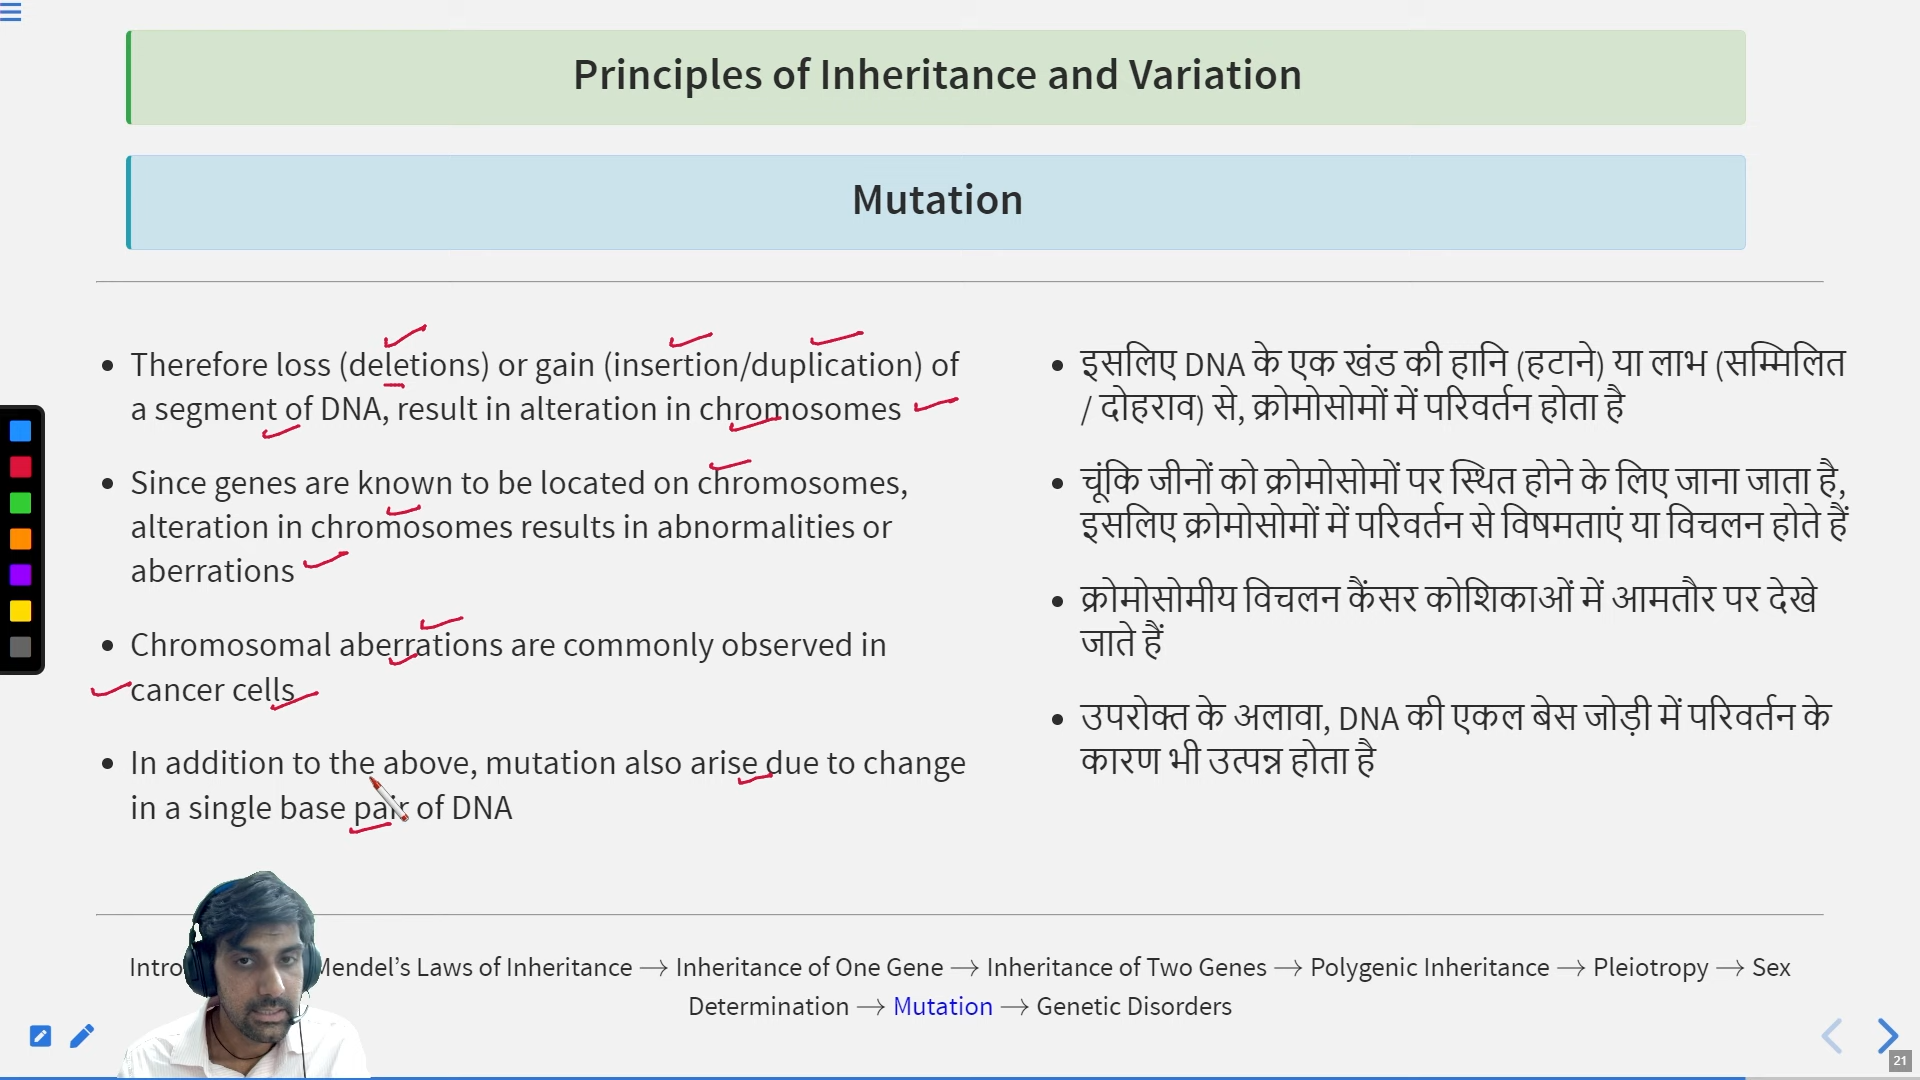 Principles of Inheritance and Variation
Mutation
• Therefore loss (deletions) or gain (insertion/duplication) of
a segment of DNA, result in alteration in chromosomes
• Since genes are known to be located on chromosomes,
alteration in chromosomes results in abnormalities or
aberrations
• Chromosomal aberrations are commonly observed in
cancer cells
• In addition to the above, mutation also arise due to change
in a single base pair of DNA
• इसलिए DNA के एक खंड की हानि (हटाने) या लाभ (सम्मिलित
/ दोहराव) से, क्रोमोसोमों में परिवर्तन होता है
• चूंकि जीनों को क्रोमोसोमों पर स्थित होने के लिए जाना जाता है,
इसलिए क्रोमोसोमों में परिवर्तन से विषमताएं या विचलन होते हैं
• क्रोमोसोमीय विचलन कैंसर कोशिकाओं में आमतौर पर देखे
जाते हैं
• उपरोक्त के अलावा, DNA की एकल बेस जोड़ी में परिवर्तन के
कारण भी उत्पन्न होता है
Mendel’s Laws of Inheritance → Inheritance of One Gene → Inheritance of Two Genes → Polygenic Inheritance → Pleiotropy → Sex
Determination → Mutation → Genetic Disorders
21